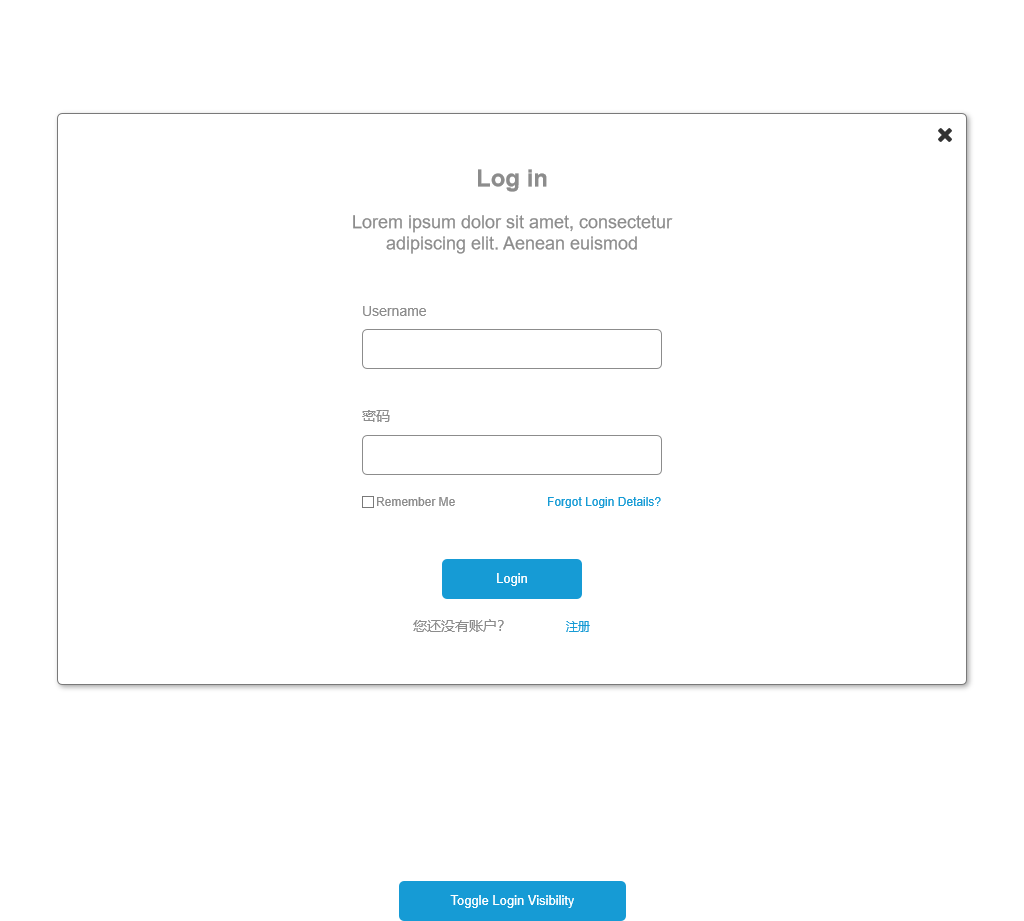 Log in
Lorem ipsum dolor sit amet, consectetur
adipiscing elit. Aenean euismod
Username
密码
Remember Me
Forgot Login Details?
Login
您还没有账户?
注册
Toggle Login Visibility